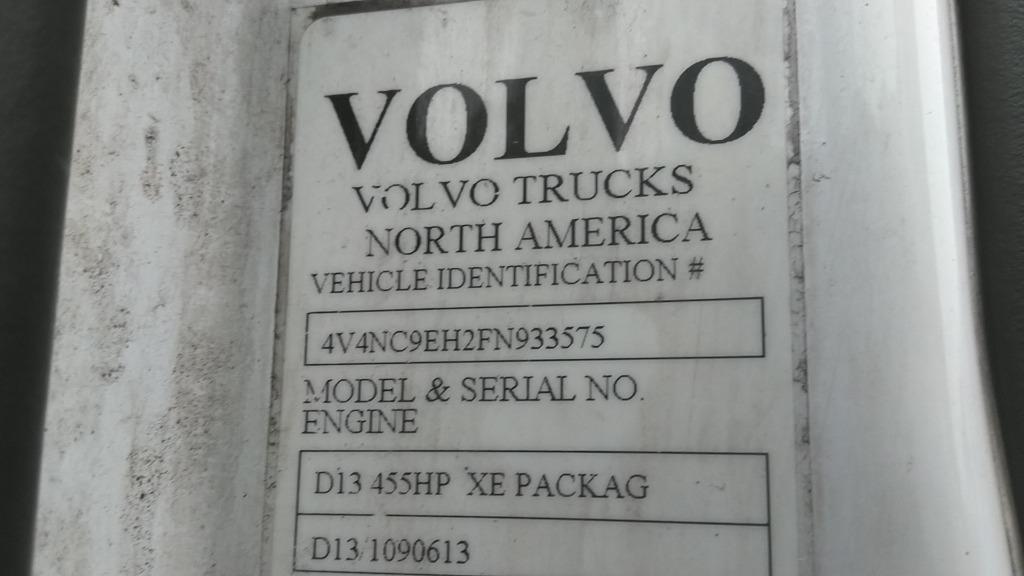 VOLVO
VOLVO TRUCKS
NORTH AMERICA
VEHICLE IDENTIFICATION #
4V4NC9EH2FN933575
MODEL & SERIAL NO.
ENGINE
D13 455HP XE PACKAG
D13/1090613